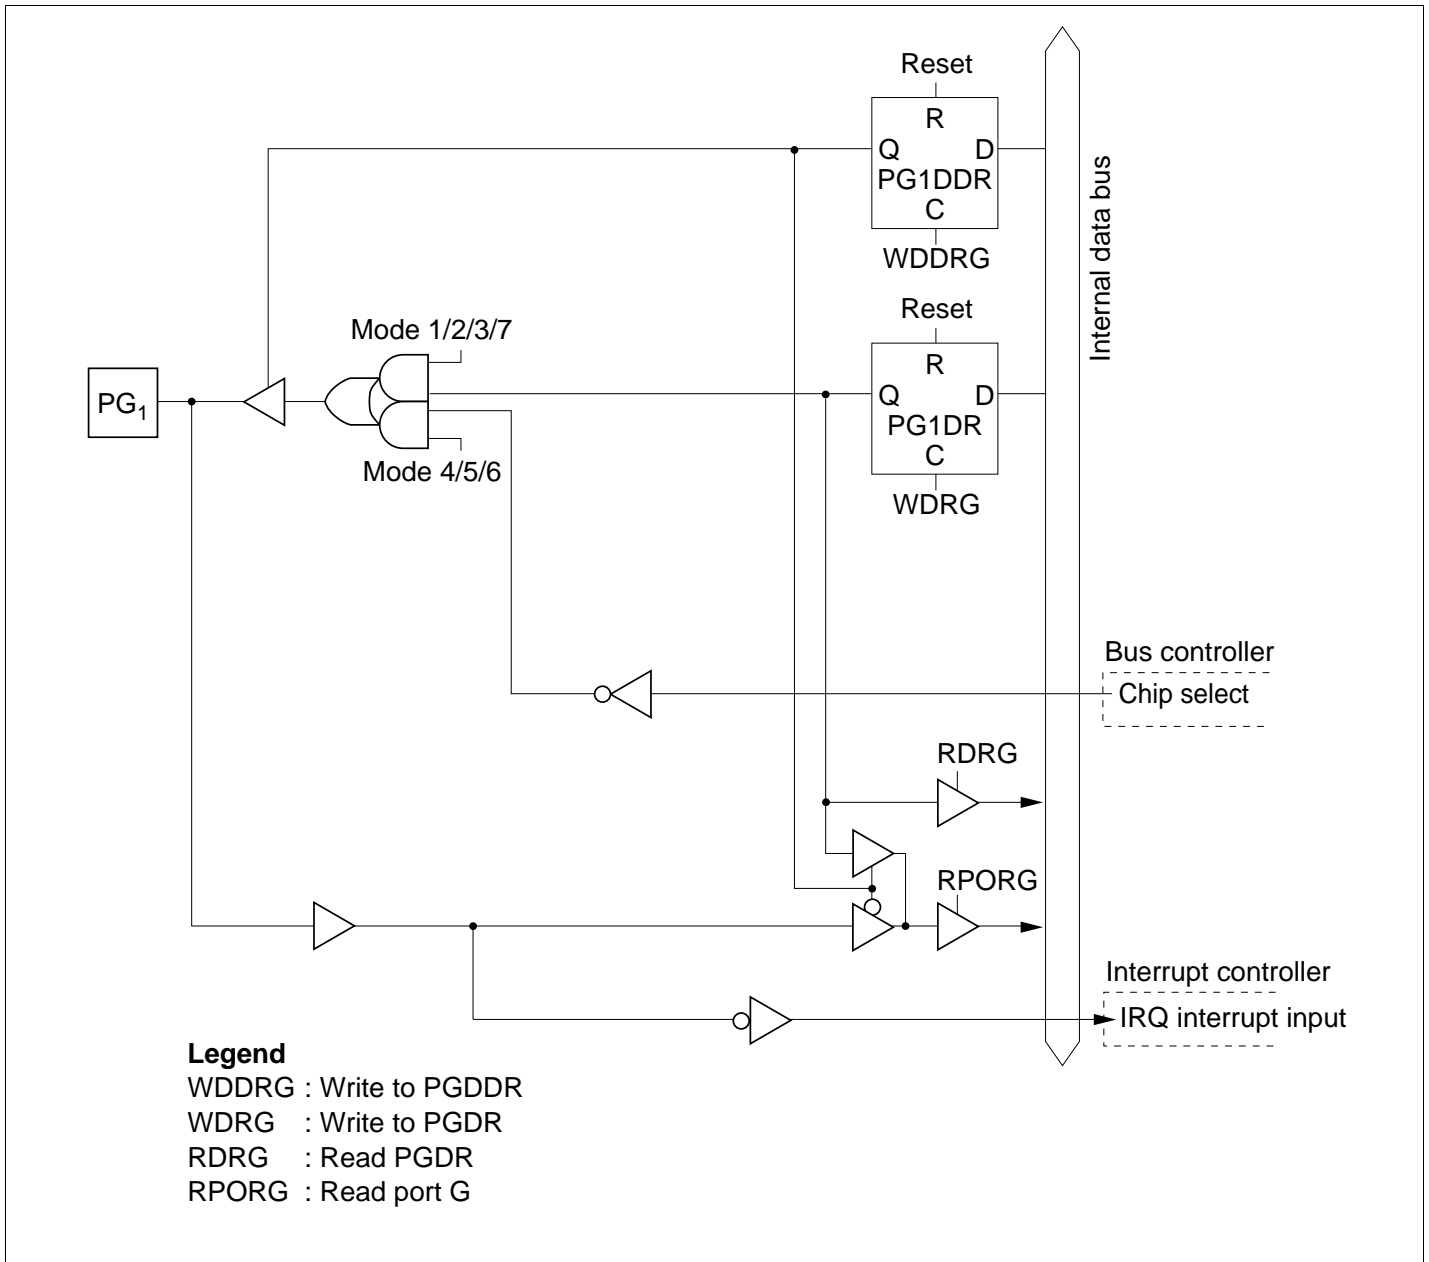 Reset
R
Q D
PG1DDR
C
WDDRG
Internal data bus
Reset
Mode 1/2/3/7
R
Q D
PG1DR
C
WDRG
PG₁
Mode 4/5/6
Bus controller
Chip select
RDRG
RPORG
Interrupt controller
IRQ interrupt input
Legend
WDDRG : Write to PGDDR
WDRG : Write to PGDR
RDRG : Read PGDR
RPORG : Read port G